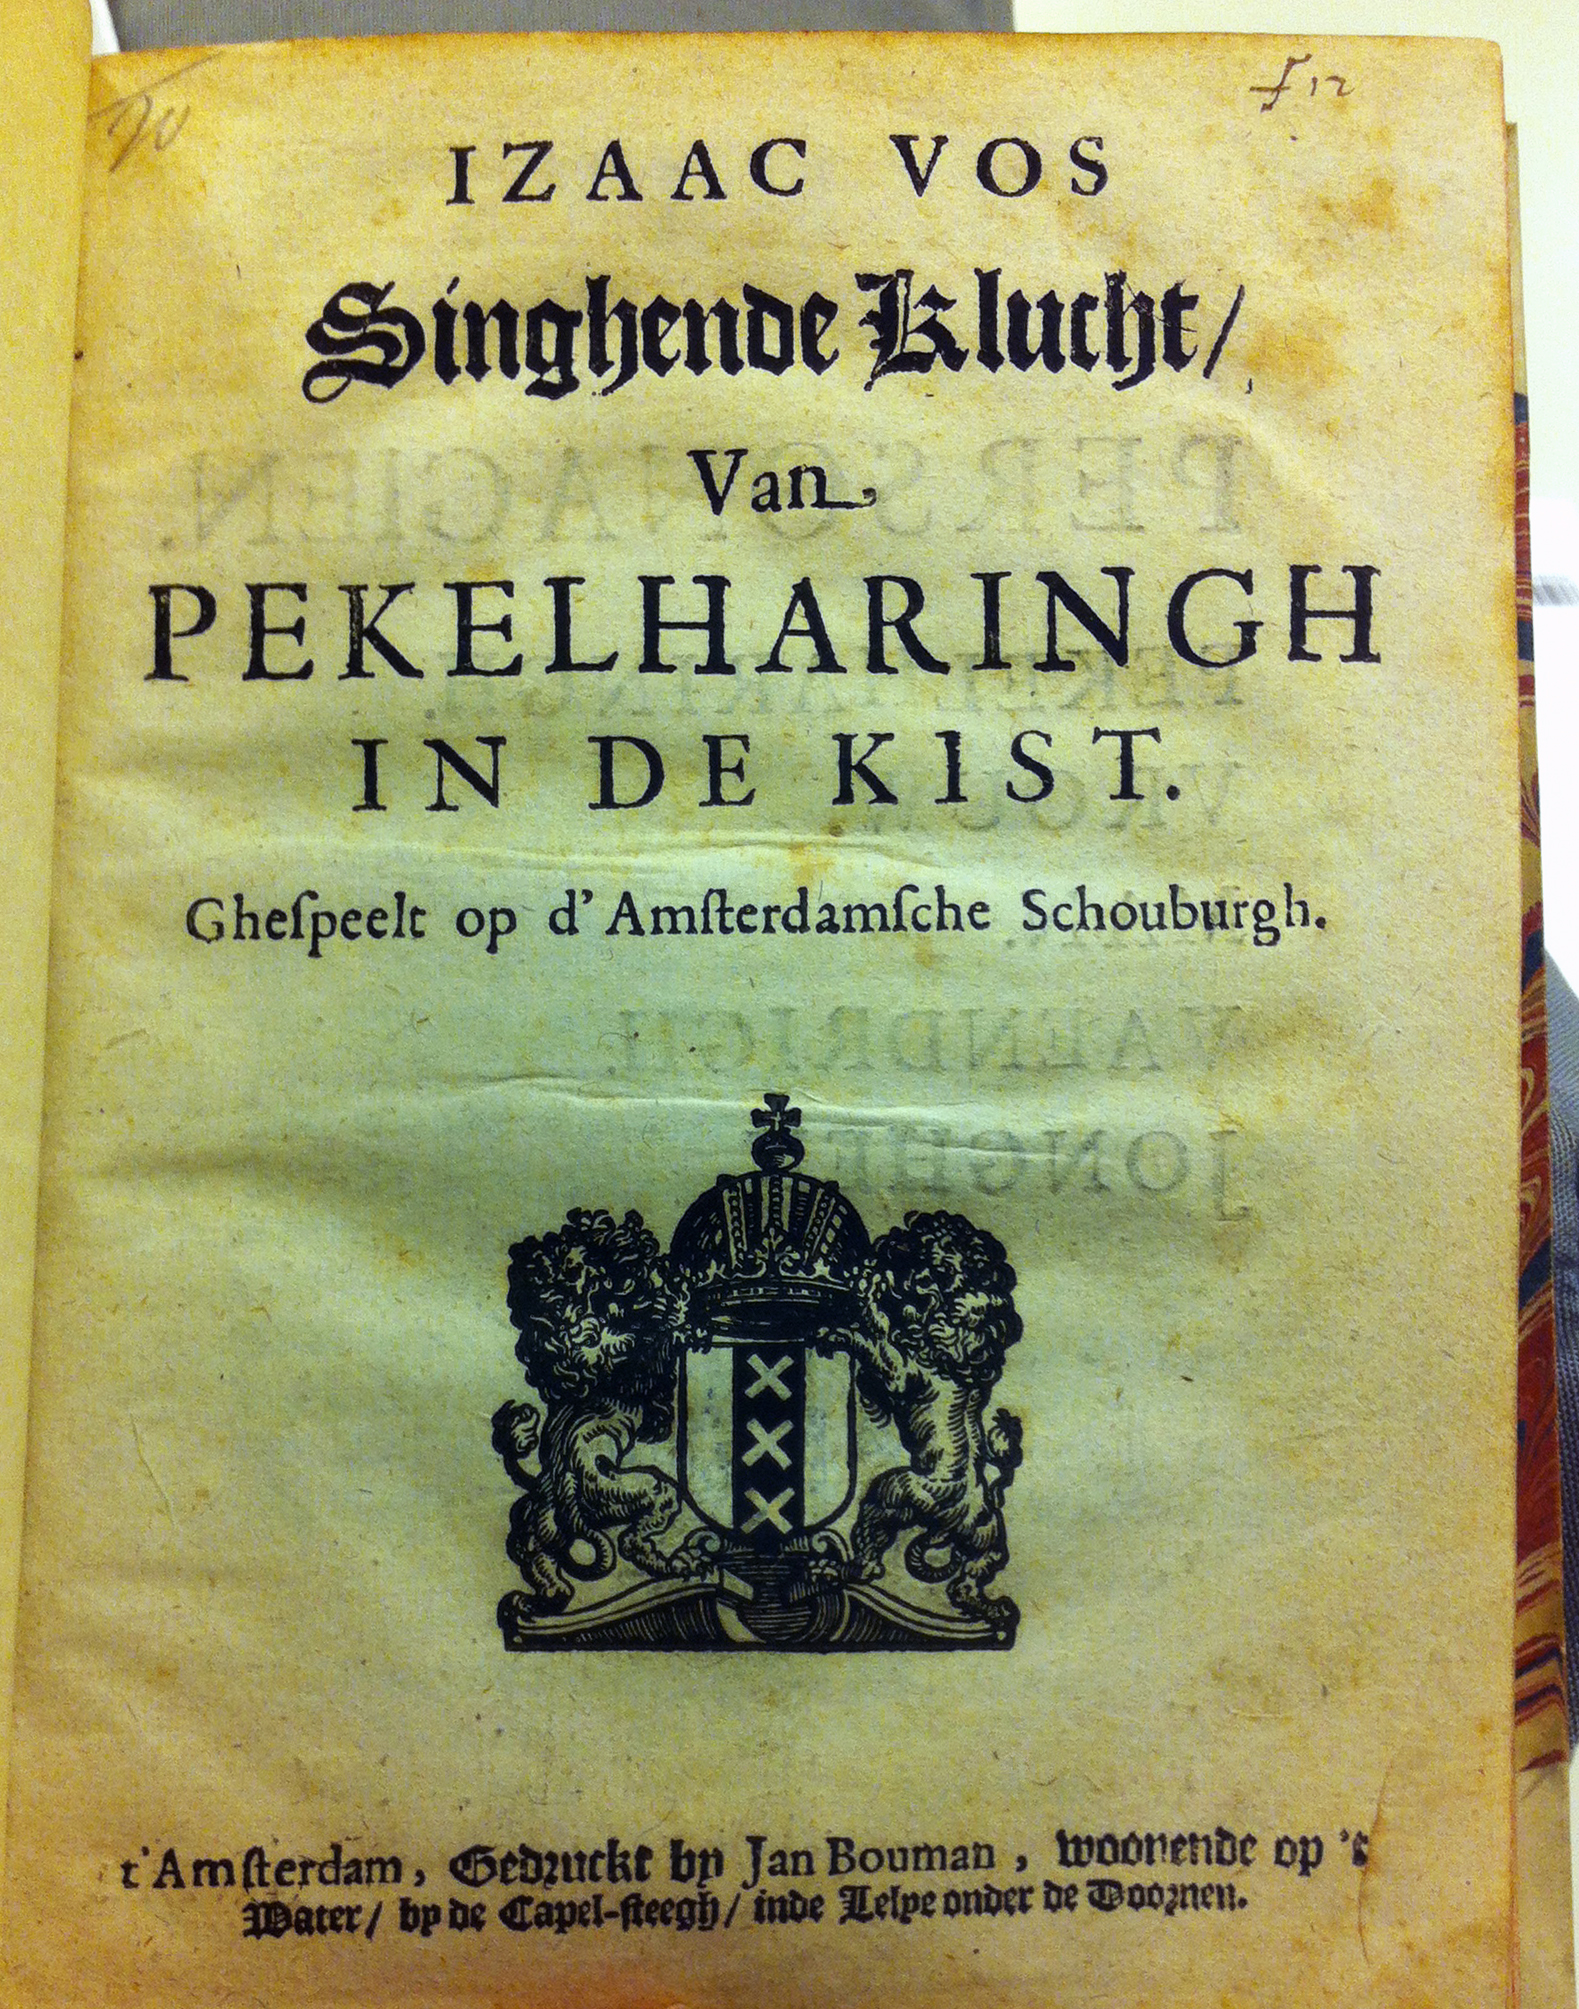 ƒ 12
IZAAC VOS
Singhende Klucht/
Van
PEKELHARINGH
IN DE KIST.
Gheſpeelt op d' Amſterdamſche Schouburgh.
t'Amſterdam, Gedruckt by Jan Bouman, woonende op 't
Water/ by de Capel-ſteegh/ inde Lelye onder de Doornen.